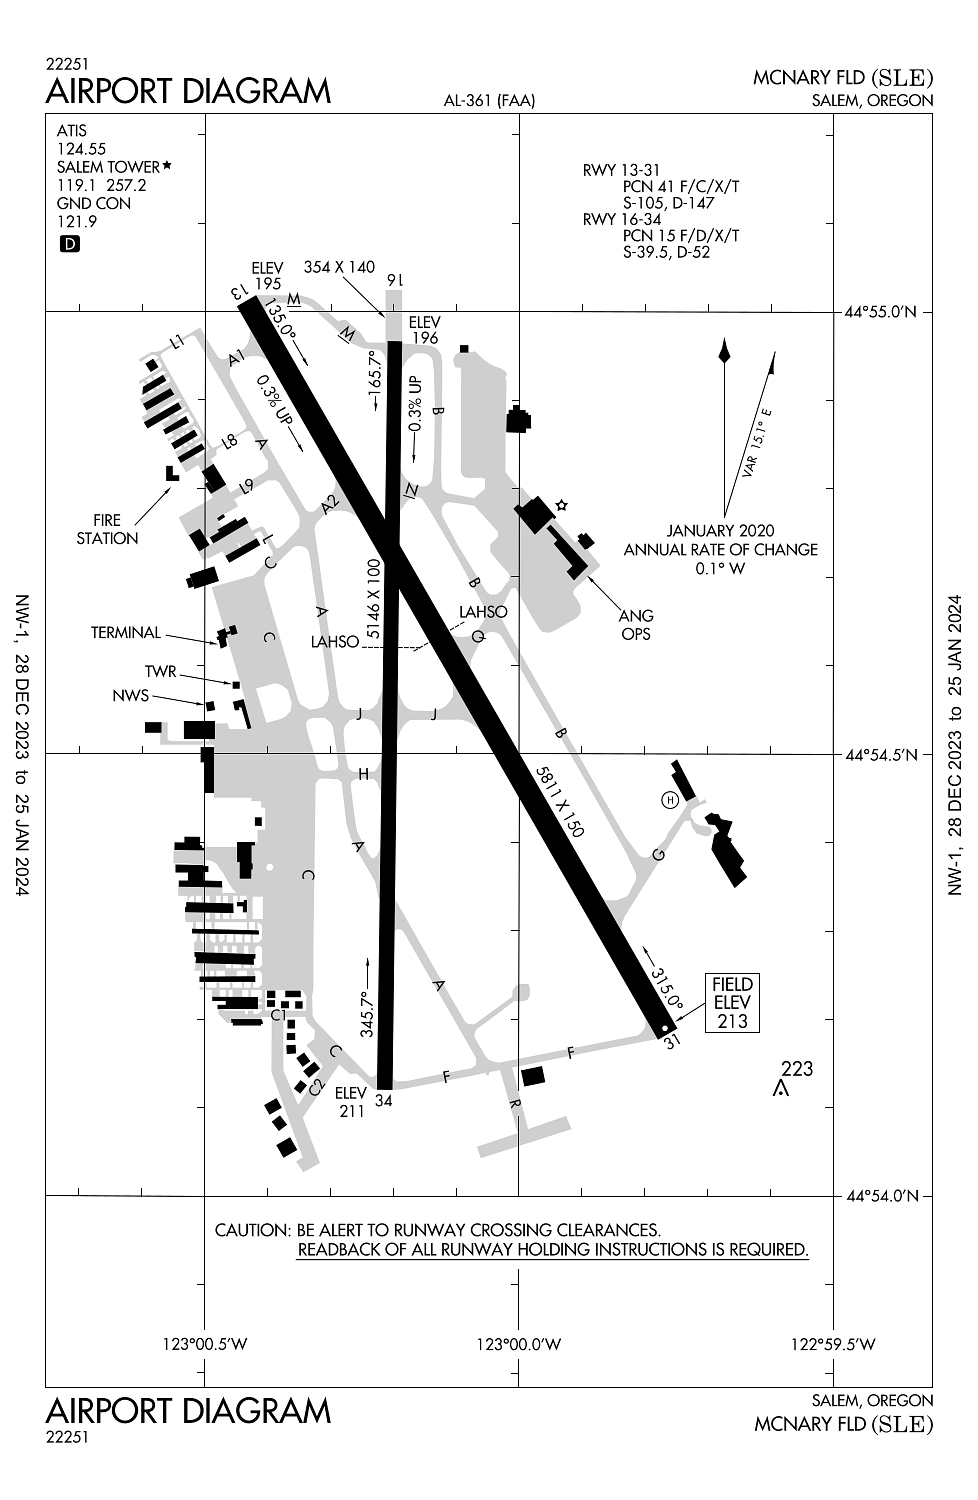 22251
AIRPORT DIAGRAM
AL-361 (FAA)
MCNARY FLD (SLE)
SALEM, OREGON
ATIS
124.55
SALEM TOWER★
119.1 257.2
GND CON
121.9
D
RWY 13-31
PCN 41 F/C/X/T
S-105, D-147
RWY 16-34
PCN 15 F/D/X/T
S-39.5, D-52
ELEV
195
354 X 140
16
13
M
135.0°
M
ELEV
196
44°55.0'N
L1
A1
165.7°
0.3% UP
0.3% UP
B
VAR 15.1° E
L8
A
L9
A2
N
FIRE
STATION
JANUARY 2020
ANNUAL RATE OF CHANGE
0.1° W
L
C
5146 X 100
B
A
LAHSO
ANG
OPS
TERMINAL
C
LAHSO
Q
TWR
NWS
J
J
B
44°54.5'N
H
5811 X 150
H
A
G
C
A
315.0°
FIELD
ELEV
213
345.7°
C1
C
F
31
C2
F
223
ELEV
211
34
R
44°54.0'N
CAUTION: BE ALERT TO RUNWAY CROSSING CLEARANCES.
READBACK OF ALL RUNWAY HOLDING INSTRUCTIONS IS REQUIRED.
123°00.5'W
123°00.0'W
122°59.5'W
NW-1, 28 DEC 2023 to 25 JAN 2024
NW-1, 28 DEC 2023 to 25 JAN 2024
AIRPORT DIAGRAM
22251
SALEM, OREGON
MCNARY FLD (SLE)